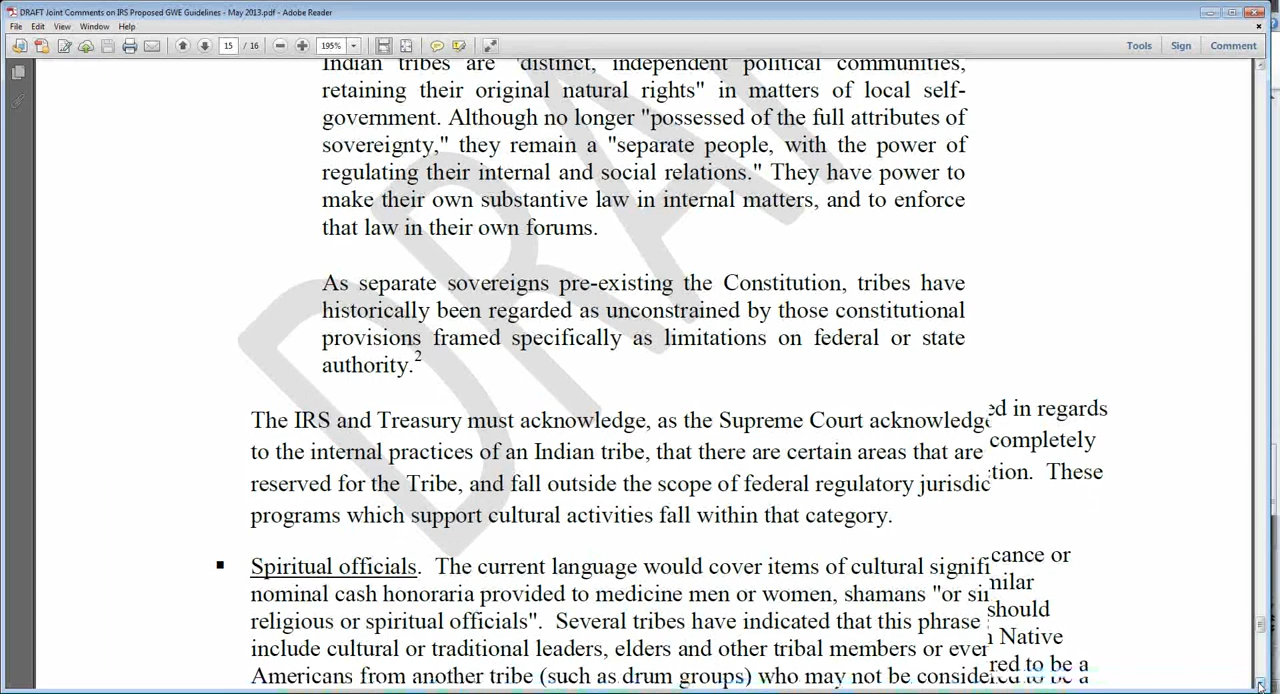 DRAFT Joint Comments on IRS Proposed GWE Guidelines - May 2013.pdf - Adobe Reader
File Edit View Window Help
15 / 16 195% Tools Sign Comment
Indian tribes are "distinct, independent political communities,
retaining their original natural rights" in matters of local self-
government. Although no longer "possessed of the full attributes of
sovereignty," they remain a "separate people, with the power of
regulating their internal and social relations." They have power to
make their own substantive law in internal matters, and to enforce
that law in their own forums.
As separate sovereigns pre-existing the Constitution, tribes have
historically been regarded as unconstrained by those constitutional
provisions framed specifically as limitations on federal or state
authority.2
The IRS and Treasury must acknowledge, as the Supreme Court acknowledged in regards
to the internal practices of an Indian tribe, that there are certain areas that are completely
reserved for the Tribe, and fall outside the scope of federal regulatory jurisdiction. These
programs which support cultural activities fall within that category.
▪ Spiritual officials. The current language would cover items of cultural significance or
nominal cash honoraria provided to medicine men or women, shamans "or similar
religious or spiritual officials". Several tribes have indicated that this phrase should
include cultural or traditional leaders, elders and other tribal members or even Native
Americans from another tribe (such as drum groups) who may not be considered to be a
DRAFT